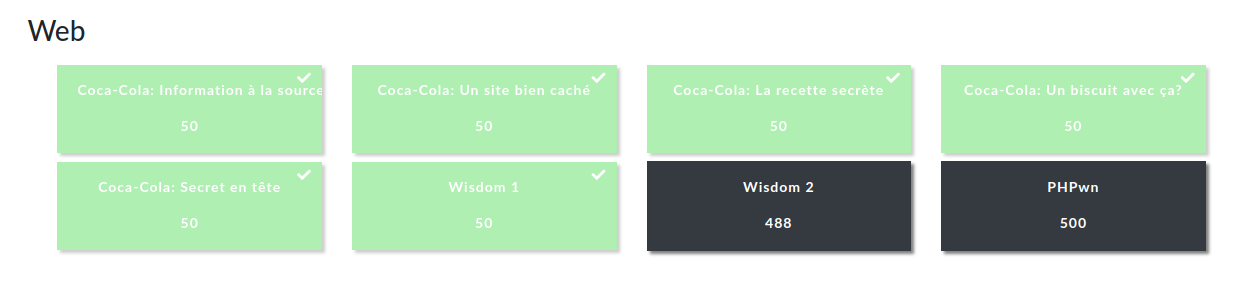 Web
Coca-Cola: Information à la source
50
Coca-Cola: Un site bien caché
50
Coca-Cola: La recette secrète
50
Coca-Cola: Un biscuit avec ça?
50
Coca-Cola: Secret en tête
50
Wisdom 1
50
Wisdom 2
488
PHPwn
500